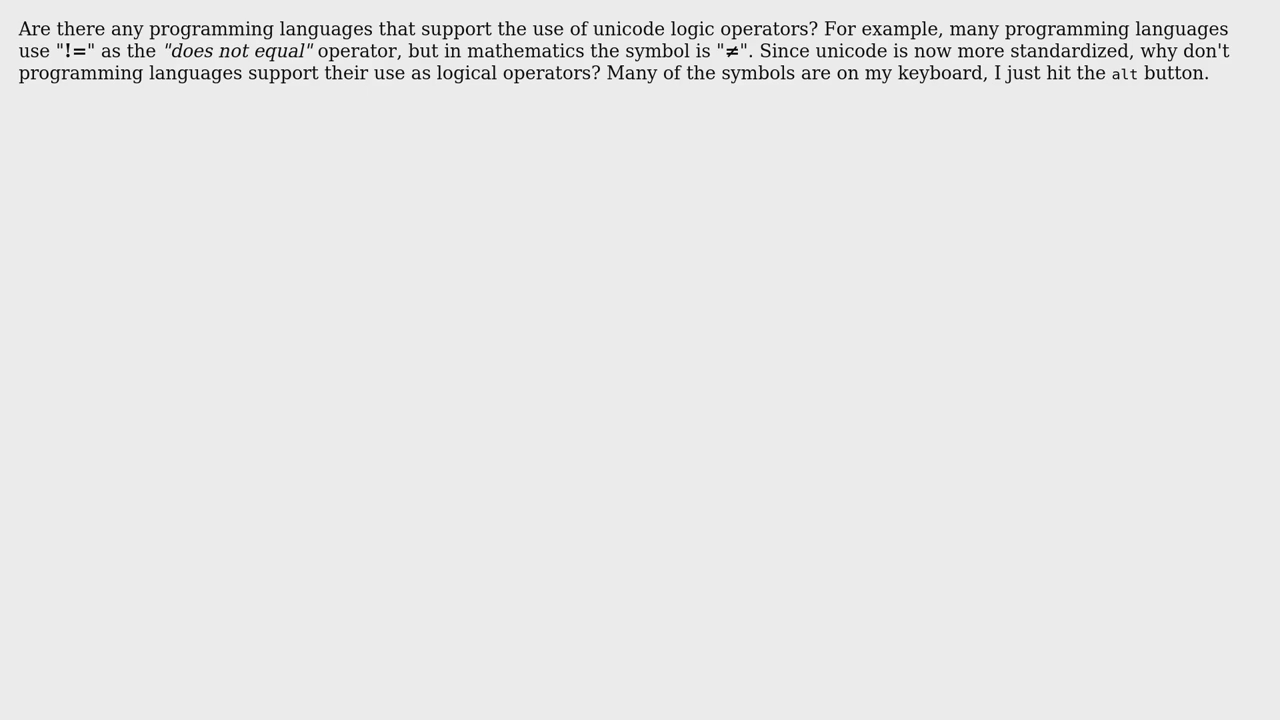 Are there any programming languages that support the use of unicode logic operators? For example, many programming languages
use "!=" as the "does not equal" operator, but in mathematics the symbol is "≠". Since unicode is now more standardized, why don't
programming languages support their use as logical operators? Many of the symbols are on my keyboard, I just hit the alt button.